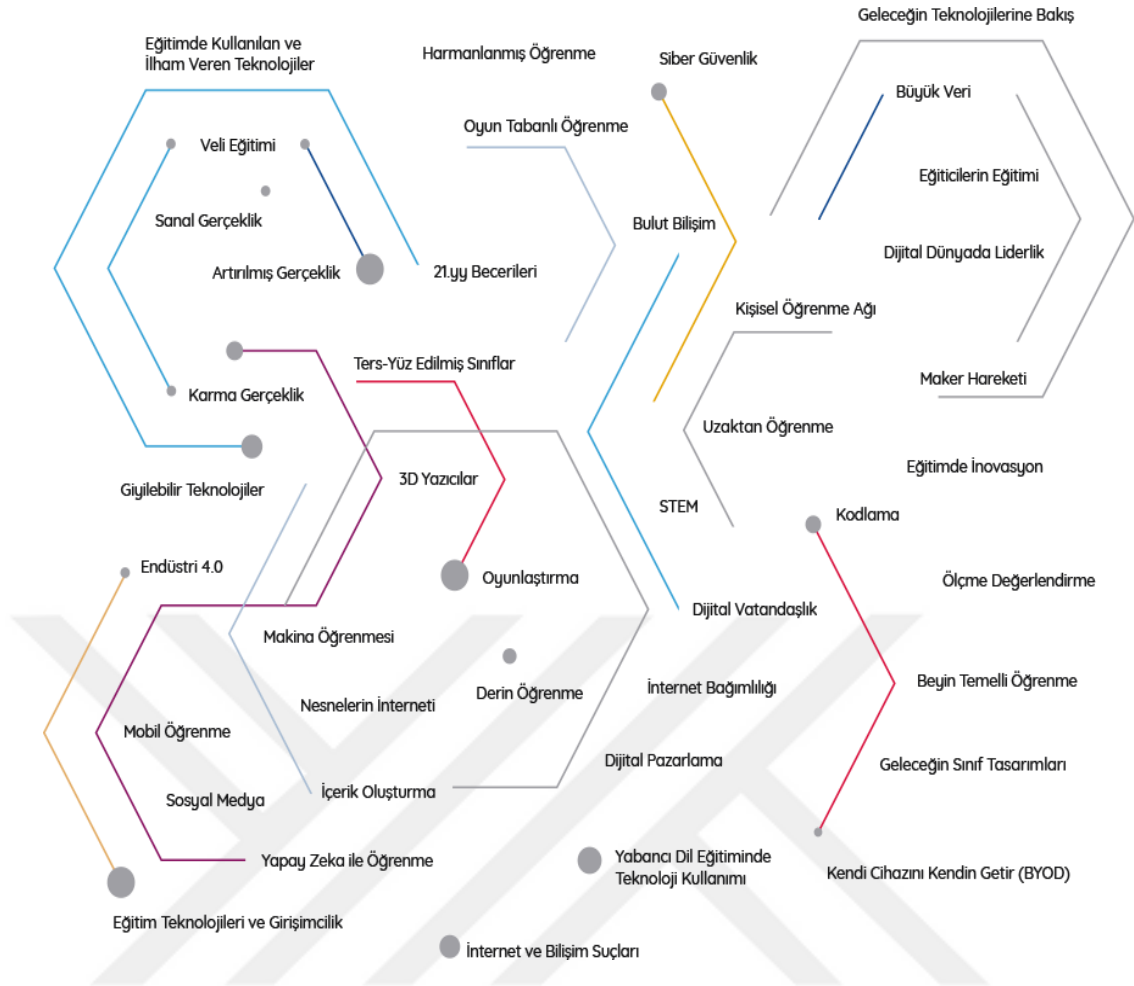 Geleceğin Teknolojilerine Bakış
Eğitimde Kullanılan ve
İlham Veren Teknolojiler
Harmanlanmış Öğrenme
Siber Güvenlik
Büyük Veri
Oyun Tabanlı Öğrenme
Veli Eğitimi
Eğiticilerin Eğitimi
Sanal Gerçeklik
Bulut Bilişim
Dijital Dünyada Liderlik
Artırılmış Gerçeklik
21.yy Becerileri
Kişisel Öğrenme Ağı
Ters-Yüz Edilmiş Sınıflar
Maker Hareketi
Karma Gerçeklik
Uzaktan Öğrenme
Eğitimde İnovasyon
3D Yazıcılar
Giyilebilir Teknolojiler
STEM
Kodlama
Endüstri 4.0
Oyunlaştırma
Ölçme Değerlendirme
Dijital Vatandaşlık
Makina Öğrenmesi
Beyin Temelli Öğrenme
İnternet Bağımlılığı
Derin Öğrenme
Nesnelerin İnterneti
Mobil Öğrenme
Dijital Pazarlama
Geleceğin Sınıf Tasarımları
İçerik Oluşturma
Sosyal Medya
Yapay Zeka ile Öğrenme
Yabancı Dil Eğitiminde
Teknoloji Kullanımı
Kendi Cihazını Kendin Getir (BYOD)
Eğitim Teknolojileri ve Girişimcilik
İnternet ve Bilişim Suçları